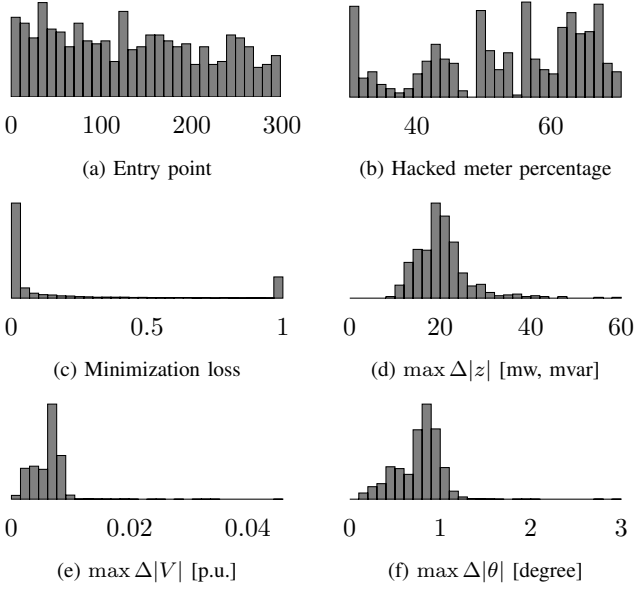 0 100 200 300
40 60
(a) Entry point
(b) Hacked meter percentage
0 0.5 1
0 20 40 60
(c) Minimization loss
(d) max Δ|z| [mw, mvar]
0 0.02 0.04
0 1 2 3
(e) max Δ|V| [p.u.]
(f) max Δ|θ| [degree]